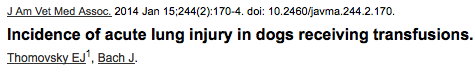 J Am Vet Med Assoc. 2014 Jan 15;244(2):170-4. doi: 10.2460/javma.244.2.170.
Incidence of acute lung injury in dogs receiving transfusions.
Thomovsky EJ1, Bach J.